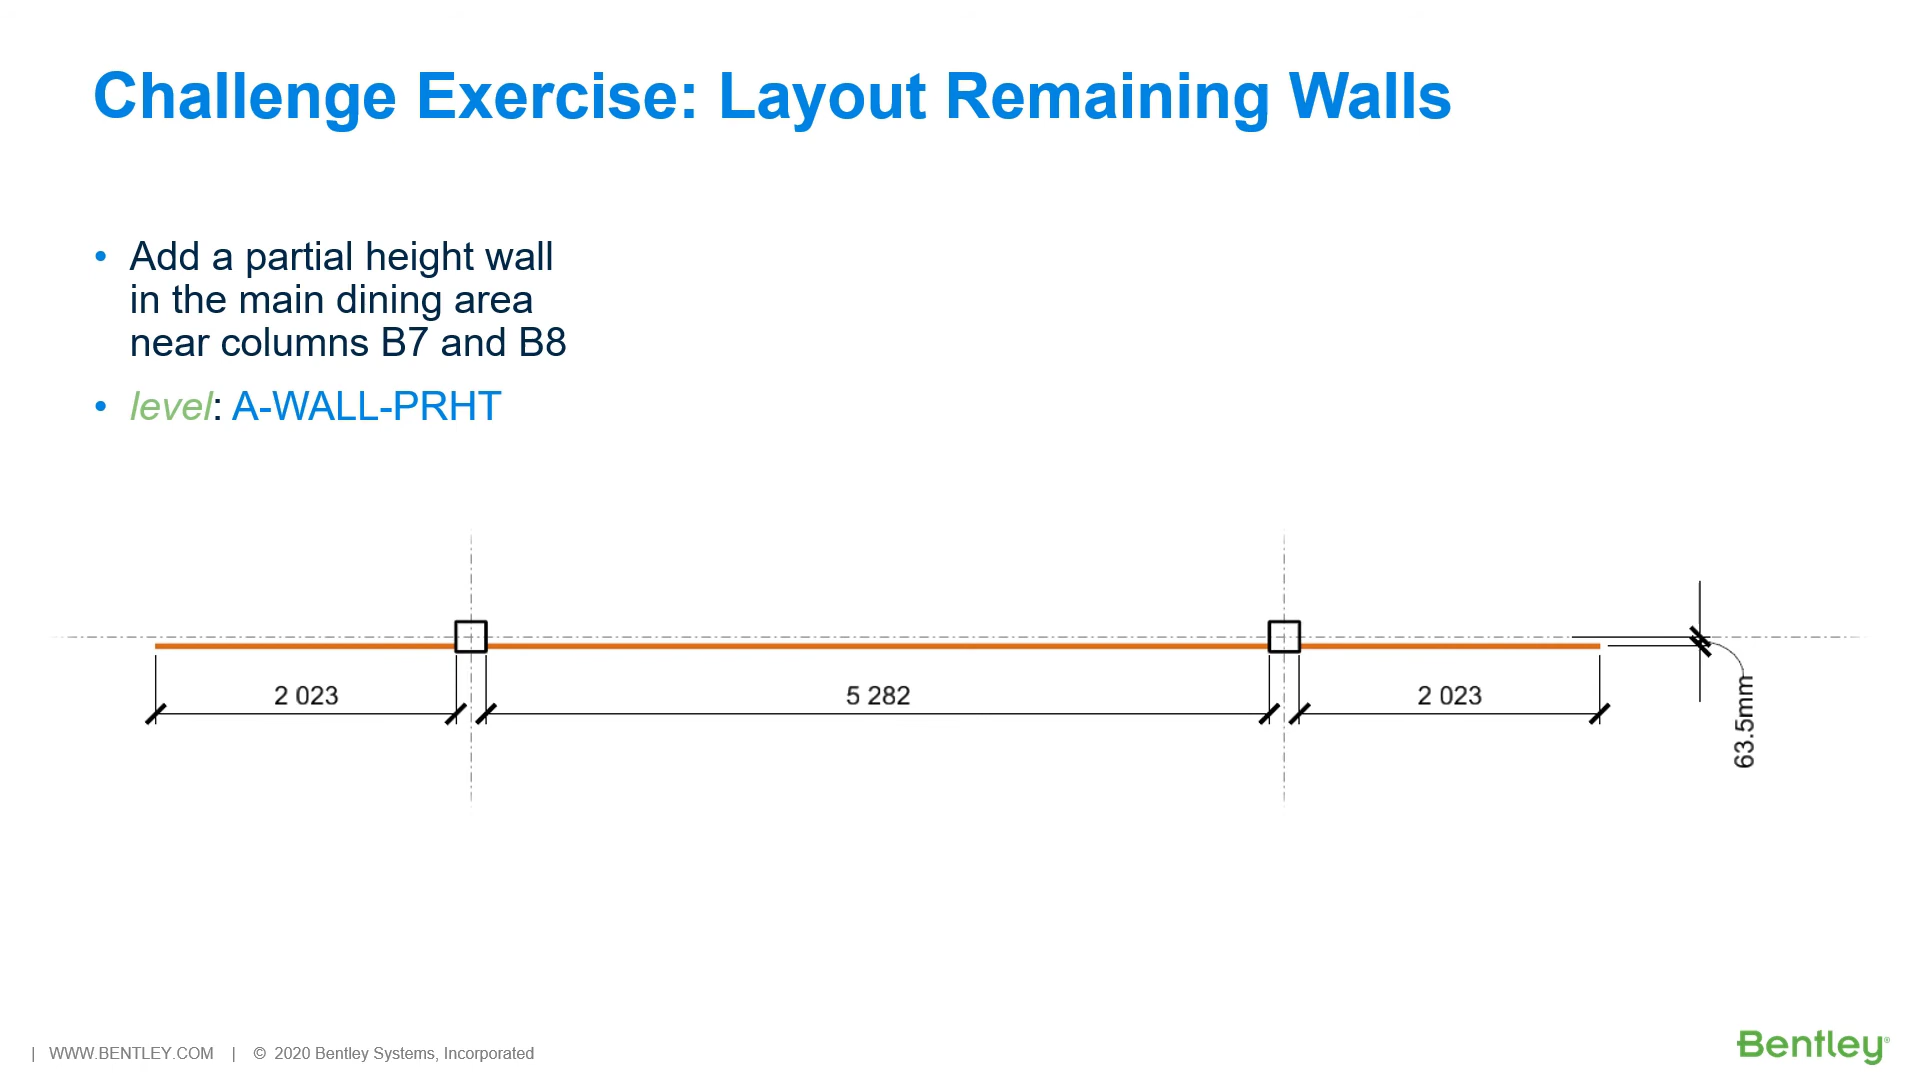 Challenge Exercise: Layout Remaining Walls
• Add a partial height wall
in the main dining area
near columns B7 and B8
• level: A-WALL-PRHT
2 023
5 282
2 023
63.5mm
| WWW.BENTLEY.COM | © 2020 Bentley Systems, Incorporated
Bentley®